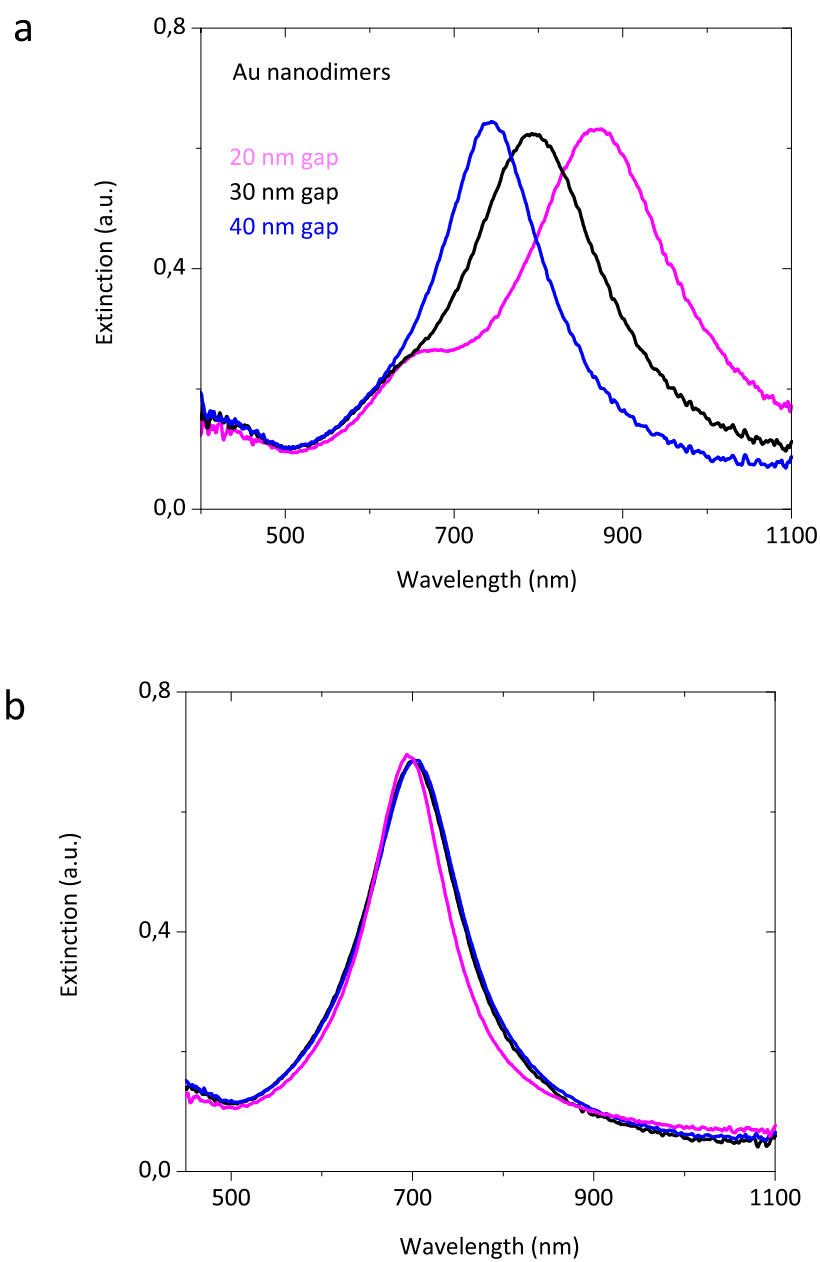 a
0,8
Au nanodimers
20 nm gap
30 nm gap
40 nm gap
0,4
Extinction (a.u.)
0,0
500 700 900 1100
Wavelength (nm)
b
0,8
0,4
Extinction (a.u.)
0,0
500 700 900 1100
Wavelength (nm)